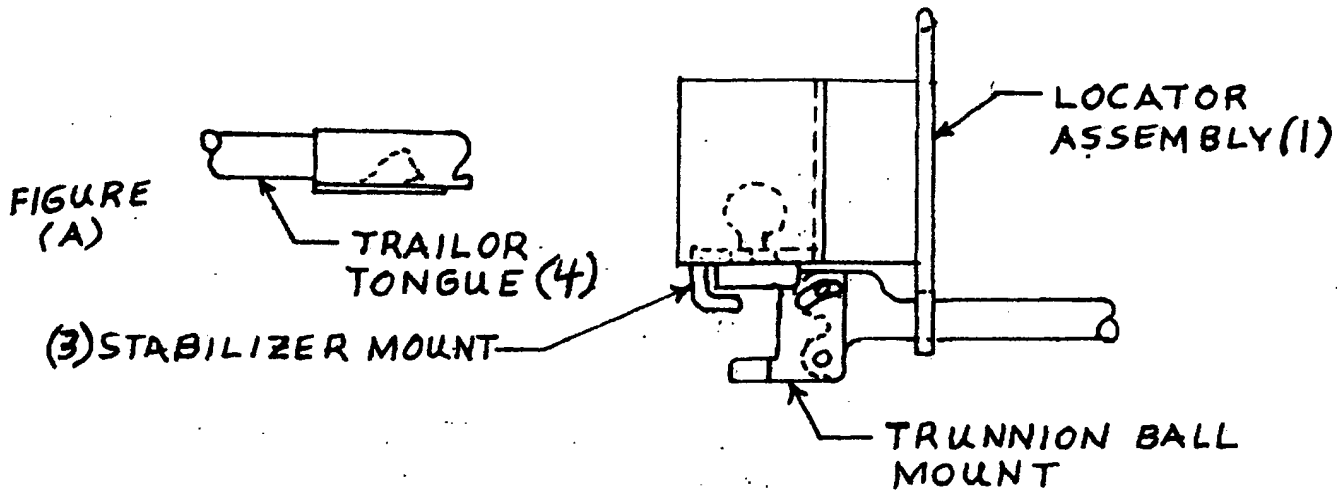 LOCATOR
ASSEMBLY (1)
FIGURE
(A)
TRAILOR
TONGUE (4)
(3) STABILIZER MOUNT
TRUNNION BALL
MOUNT